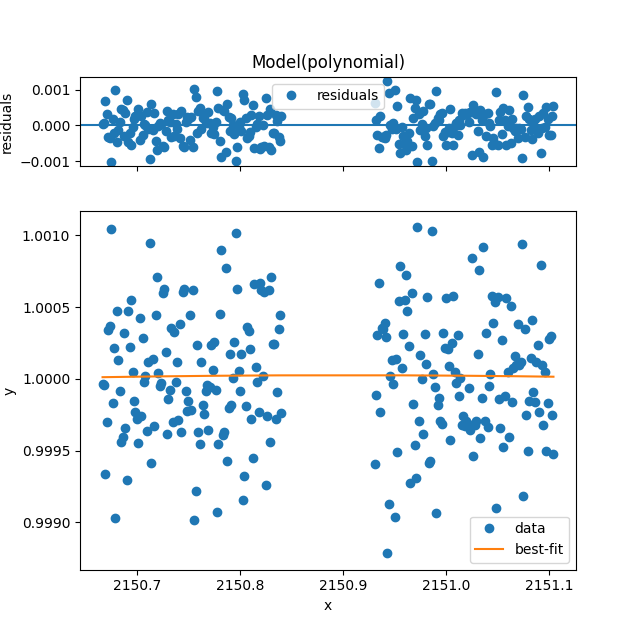 Model(polynomial)
residuals
0.001
0.000
−0.001
residuals
y
1.0010
1.0005
1.0000
0.9995
0.9990
data
best-fit
2150.7
2150.8
2150.9
2151.0
2151.1
x